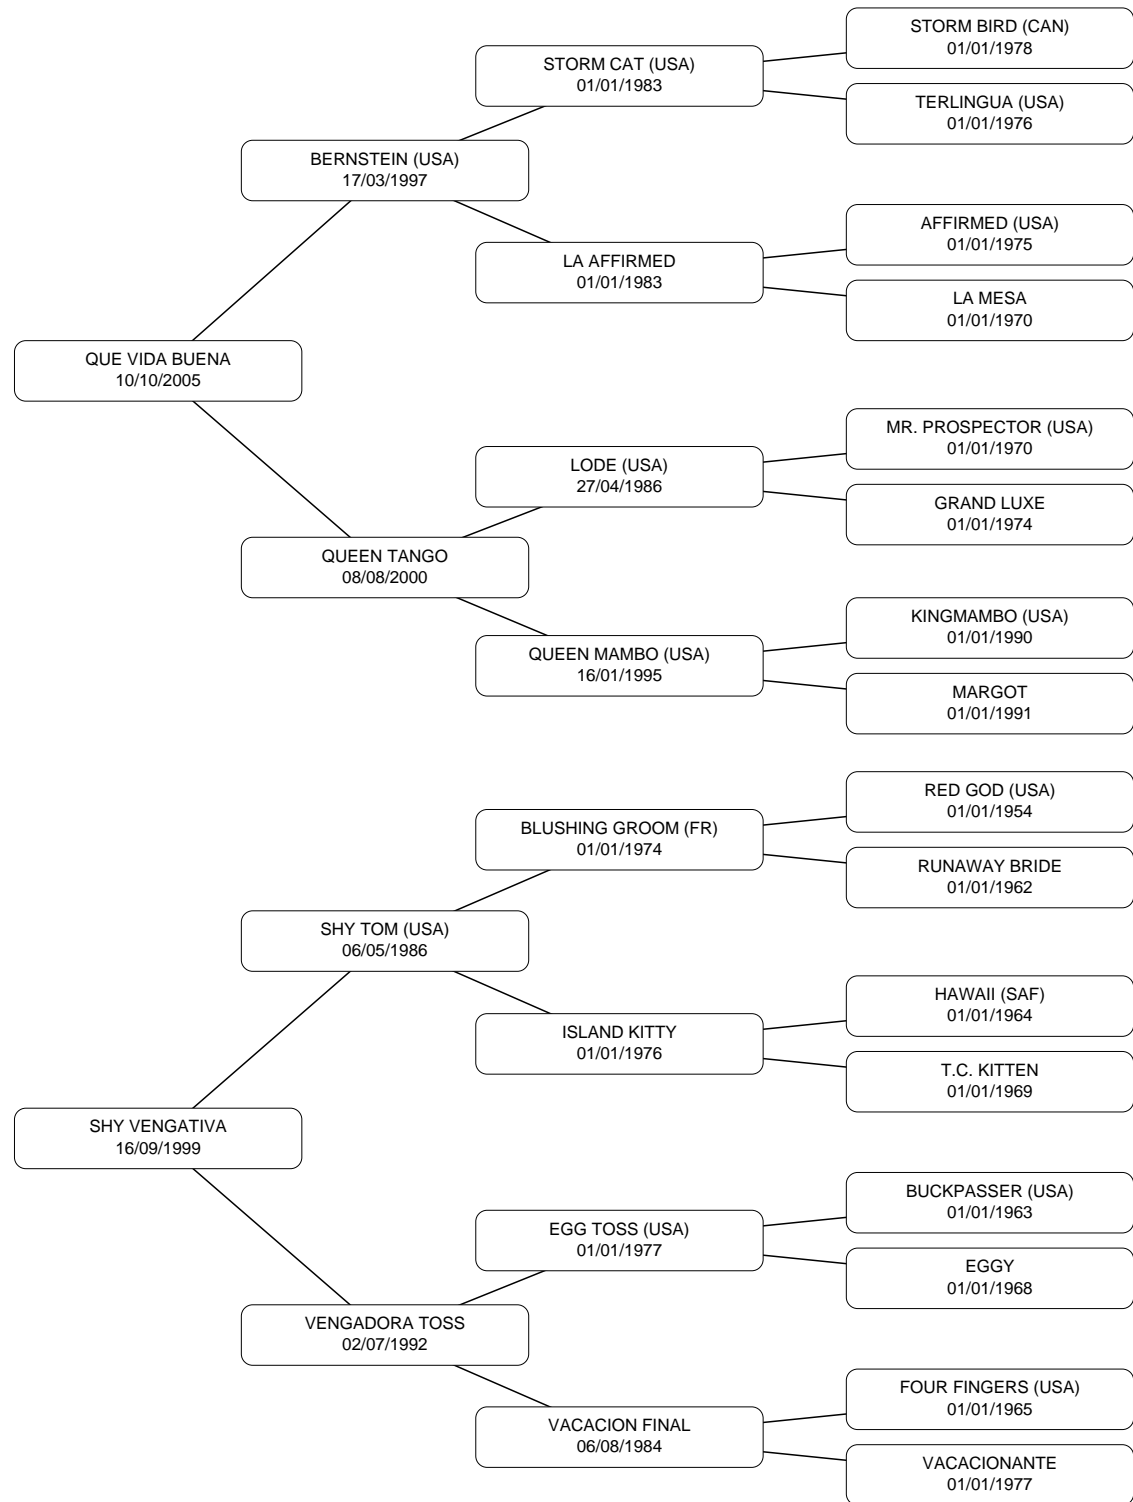 STORM BIRD (CAN)
01/01/1978
STORM CAT (USA)
01/01/1983
TERLINGUA (USA)
01/01/1976
BERNSTEIN (USA)
17/03/1997
AFFIRMED (USA)
01/01/1975
LA AFFIRMED
01/01/1983
LA MESA
01/01/1970
QUE VIDA BUENA
10/10/2005
MR. PROSPECTOR (USA)
01/01/1970
LODE (USA)
27/04/1986
GRAND LUXE
01/01/1974
QUEEN TANGO
08/08/2000
KINGMAMBO (USA)
01/01/1990
QUEEN MAMBO (USA)
16/01/1995
MARGOT
01/01/1991
RED GOD (USA)
01/01/1954
BLUSHING GROOM (FR)
01/01/1974
RUNAWAY BRIDE
01/01/1962
SHY TOM (USA)
06/05/1986
HAWAII (SAF)
01/01/1964
ISLAND KITTY
01/01/1976
T.C. KITTEN
01/01/1969
SHY VENGATIVA
16/09/1999
BUCKPASSER (USA)
01/01/1963
EGG TOSS (USA)
01/01/1977
EGGY
01/01/1968
VENGADORA TOSS
02/07/1992
FOUR FINGERS (USA)
01/01/1965
VACACION FINAL
06/08/1984
VACACIONANTE
01/01/1977